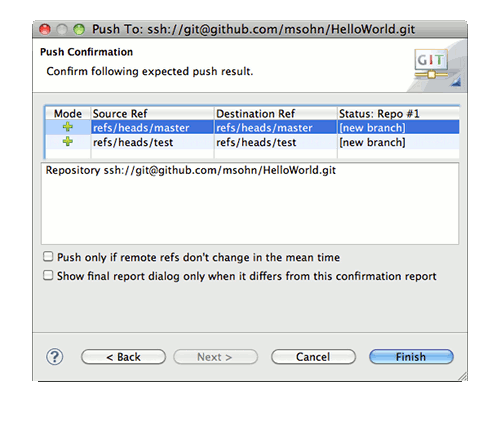 Push To: ssh://git@github.com/msohn/HelloWorld.git
Push Confirmation
Confirm following expected push result.
GIT
Mode Source Ref Destination Ref Status: Repo #1
refs/heads/master refs/heads/master [new branch]
refs/heads/test refs/heads/test [new branch]
Repository ssh://git@github.com/msohn/HelloWorld.git
Push only if remote refs don't change in the mean time
Show final report dialog only when it differs from this confirmation report
? < Back Next > Cancel Finish